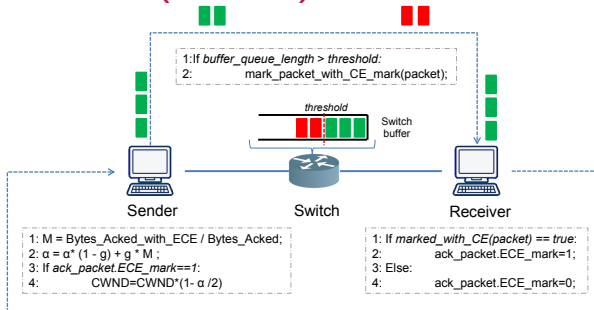 1:If buffer_queue_length > threshold:
2: mark_packet_with_CE_mark(packet);
threshold
Switch
buffer
Sender
Switch
Receiver
1: M = Bytes_Acked_with_ECE / Bytes_Acked;
2: α = α* (1 - g) + g * M ;
3: If ack_packet.ECE_mark==1:
4: CWND=CWND*(1- α /2)
1: If marked_with_CE(packet) == true:
2: ack_packet.ECE_mark=1;
3: Else:
4: ack_packet.ECE_mark=0;